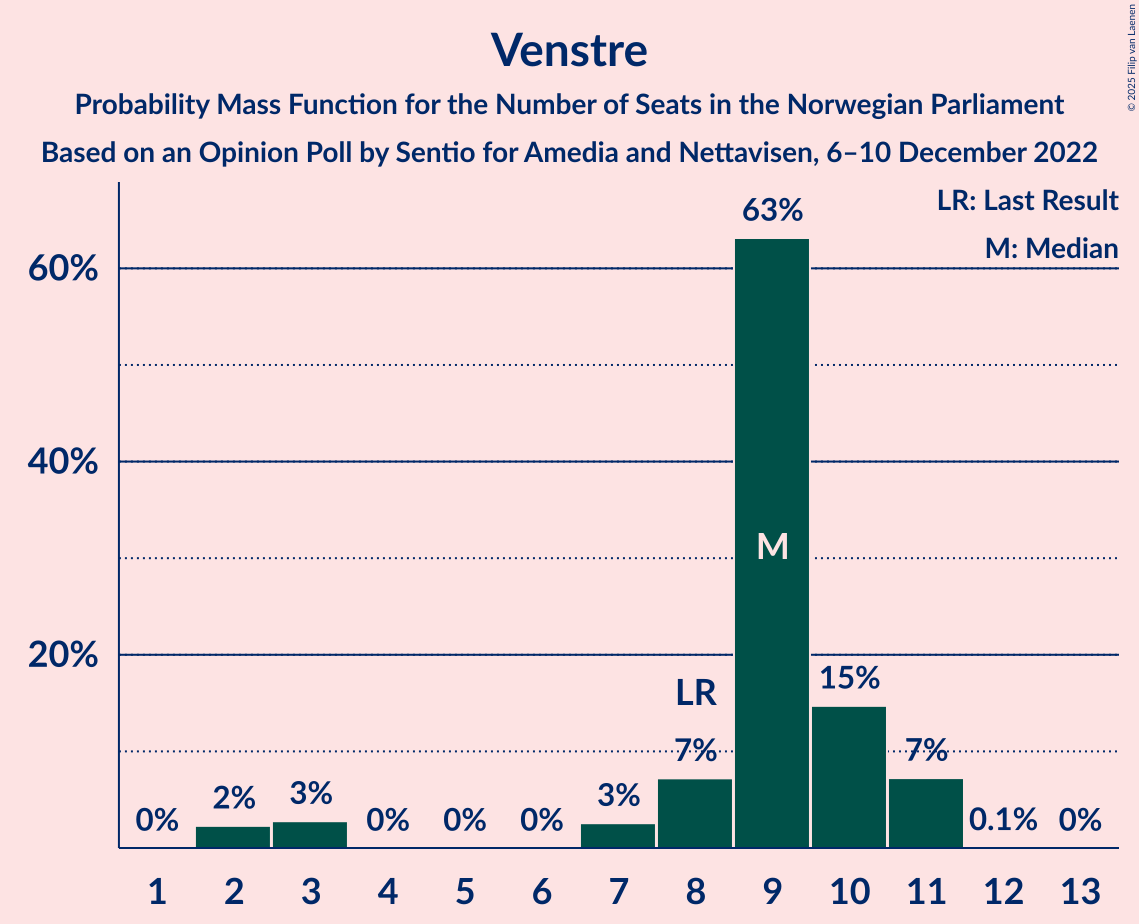 Venstre
Probability Mass Function for the Number of Seats in the Norwegian Parliament
Based on an Opinion Poll by Sentio for Amedia and Nettavisen, 6–10 December 2022
© 2025 Filip van Laenen
LR: Last Result
M: Median
60%
40%
20%
63%
M
LR
15%
7%
7%
0%
2%
3%
0%
0%
0%
3%
0.1%
0%
1 2 3 4 5 6 7 8 9 10 11 12 13